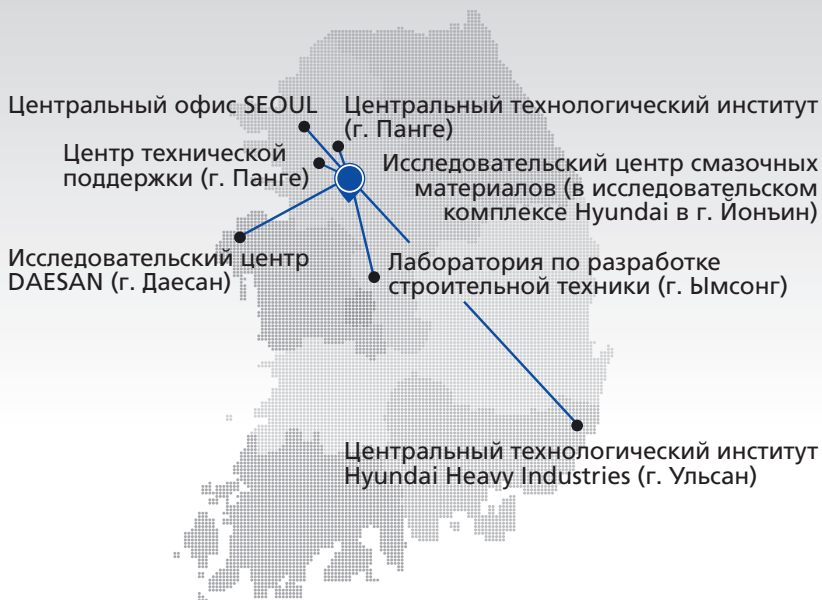 Центральный офис SEOUL
Центральный технологический институт
(г. Панге)
Центр технической
поддержки (г. Панге)
Исследовательский центр смазочных
материалов (в исследовательском
комплексе Hyundai в г. Йонъин)
Исследовательский центр
DAESAN (г. Даесан)
Лаборатория по разработке
строительной техники (г. Ымсонг)
Центральный технологический институт
Hyundai Heavy Industries (г. Ульсан)